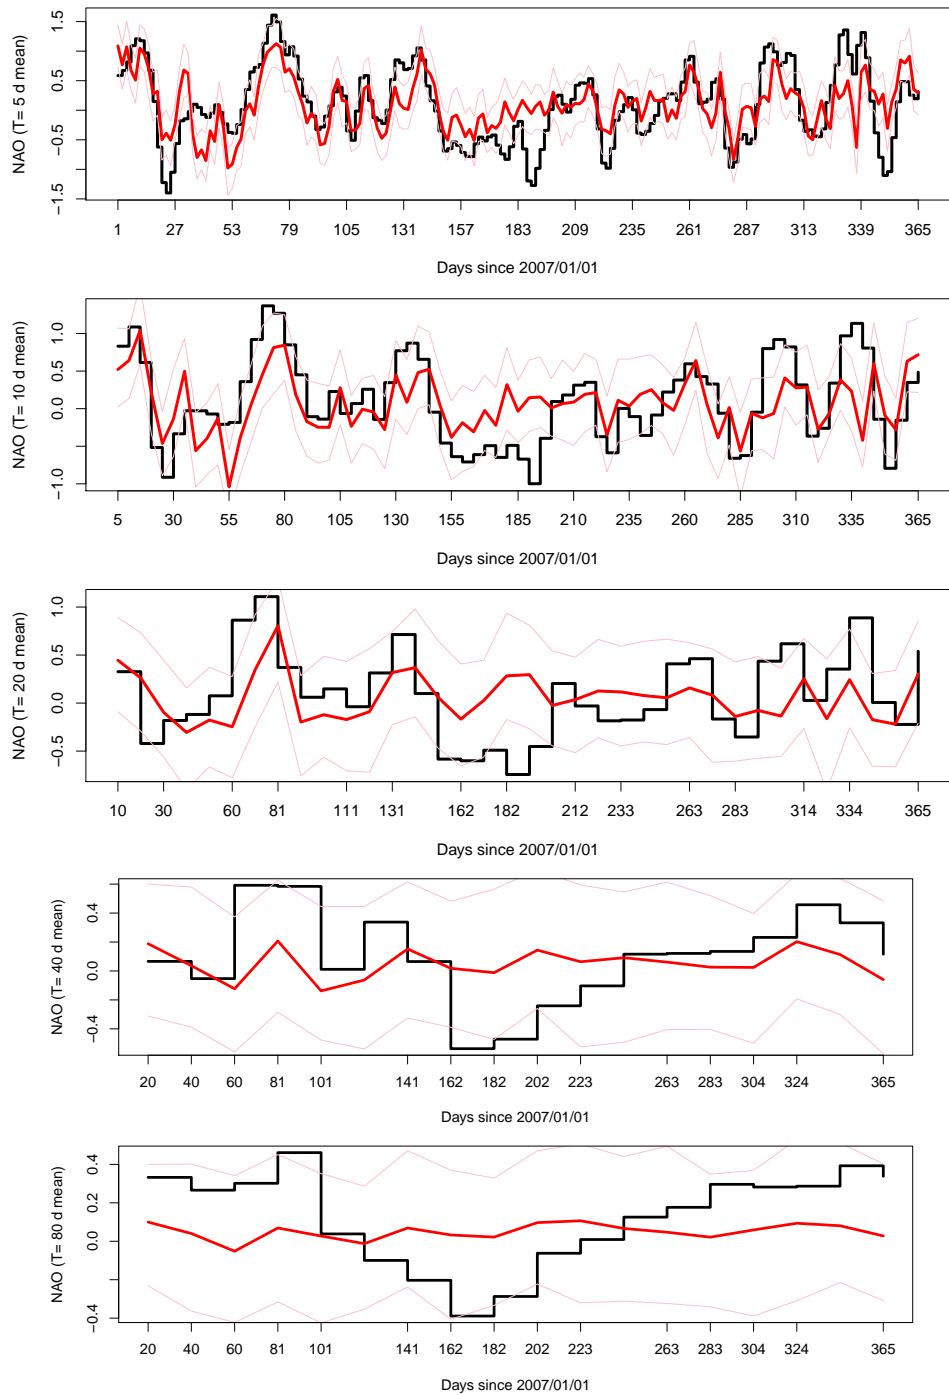 NAO (T= 5 d mean)
1.5
0.5
−0.5
−1.5
1 27 53 79 105 131 157 183 209 235 261 287 313 339 365
Days since 2007/01/01
NAO (T= 10 d mean)
1.0
0.5
0.0
−1.0
5 30 55 80 105 130 155 185 210 235 260 285 310 335 365
Days since 2007/01/01
NAO (T= 20 d mean)
1.0
0.5
0.0
−0.5
10 30 60 81 111 131 162 182 212 233 263 283 314 334 365
Days since 2007/01/01
NAO (T= 40 d mean)
0.4
0.0
−0.4
20 40 60 81 101 141 162 182 202 223 263 283 304 324 365
Days since 2007/01/01
NAO (T= 80 d mean)
0.4
0.2
0.0
−0.4
20 40 60 81 101 141 162 182 202 223 263 283 304 324 365
Days since 2007/01/01